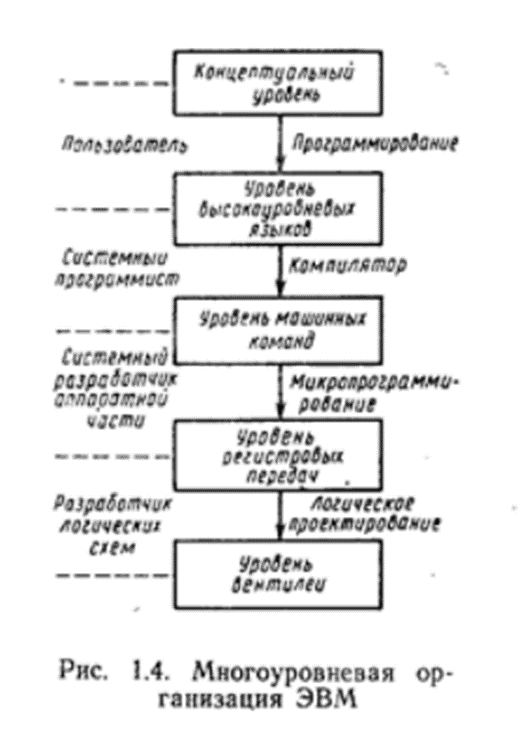 Концептуальный
уровень
Пользователь
Программирование
Уровень
высокоуровневых
языков
Системный
программист
Компилятор
Уровень машинных
команд
Системный
разработчик
аппаратной
части
Микропрограмми-
рование
Уровень
регистровых
передач
Разработчик
логических
схем
Логическое
проектирование
Уровень
вентилей
Рис. 1.4. Многоуровневая ор-
ганизация ЭВМ